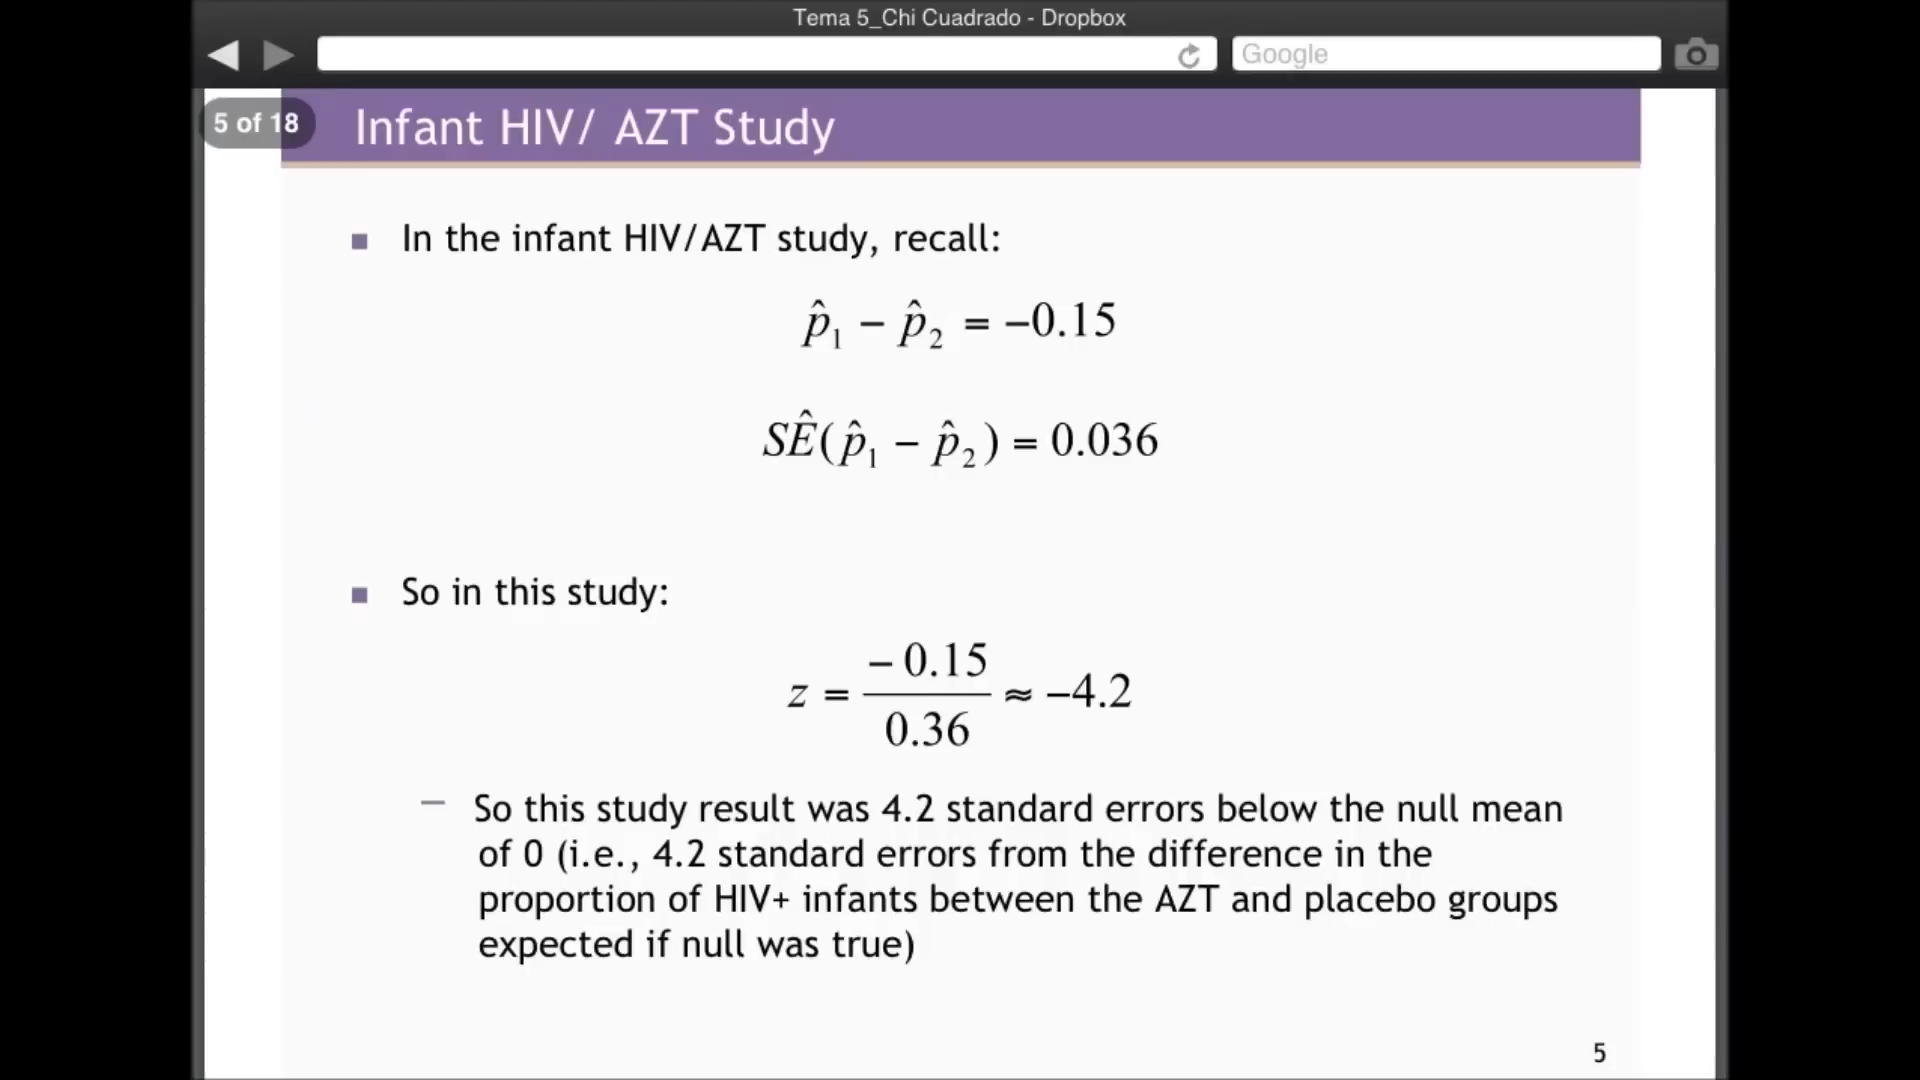 Tema 5_Chi Cuadrado - Dropbox
Google
5 of 18
Infant HIV/ AZT Study
■ In the infant HIV/AZT study, recall:
p̂₁ − p̂₂ = −0.15
SÊ(p̂₁ − p̂₂) = 0.036
■ So in this study:
− 0.15
z = ≈ −4.2
0.36
– So this study result was 4.2 standard errors below the null mean
of 0 (i.e., 4.2 standard errors from the difference in the
proportion of HIV+ infants between the AZT and placebo groups
expected if null was true)
5